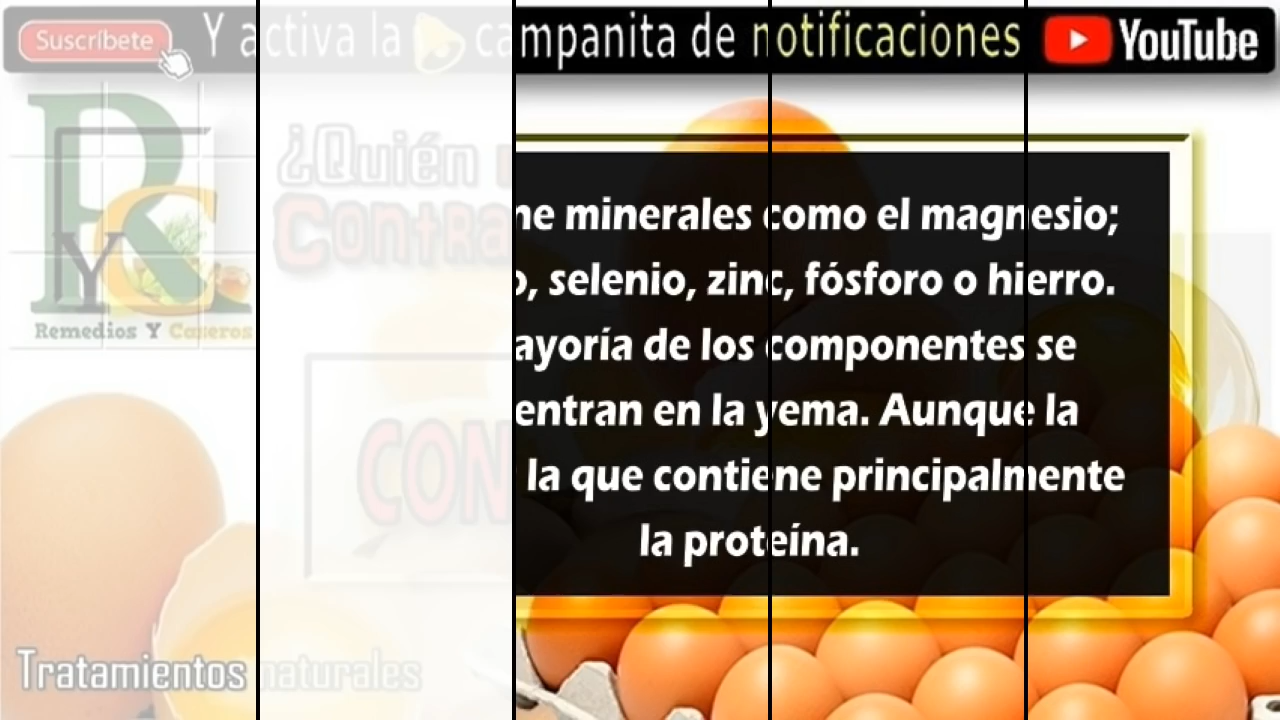 Suscríbete Y activa la campanita de notificaciones YouTube
R
Y C
Remedios Y Caseros
¿Quién
Contra
CON
ne minerales como el magnesio;
o, selenio, zinc, fósforo o hierro.
ayoría de los componentes se
entran en la yema. Aunque la
la que contiene principalmente
la proteína.
Tratamientos naturales